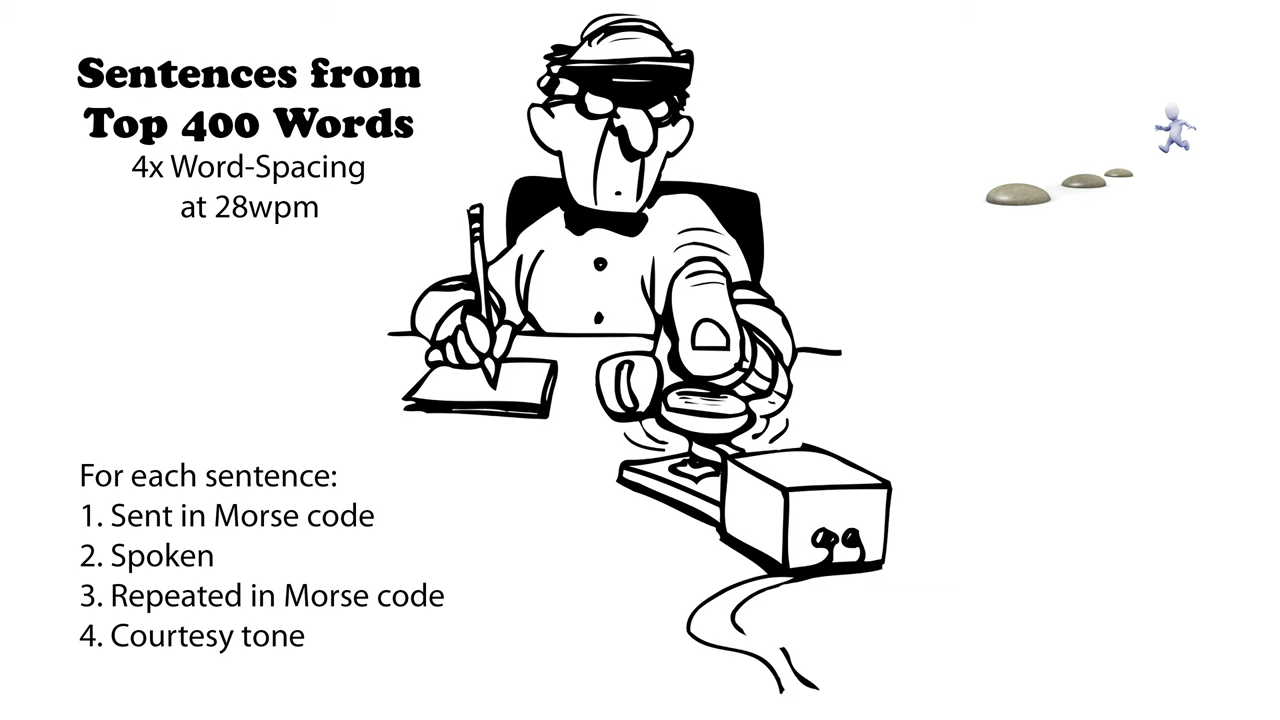 Sentences from
Top 400 Words
4x Word-Spacing
at 28wpm
For each sentence:
1. Sent in Morse code
2. Spoken
3. Repeated in Morse code
4. Courtesy tone